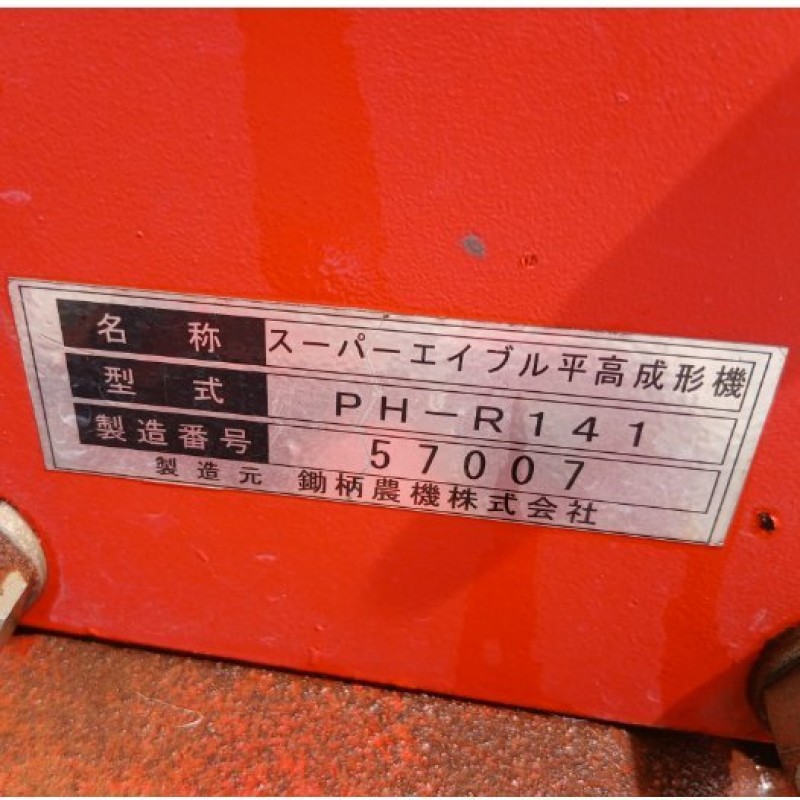 名称 スーパーエイブル平高成形機
型式 PH-R141
製造番号 57007
製造元 鋤柄農機株式会社